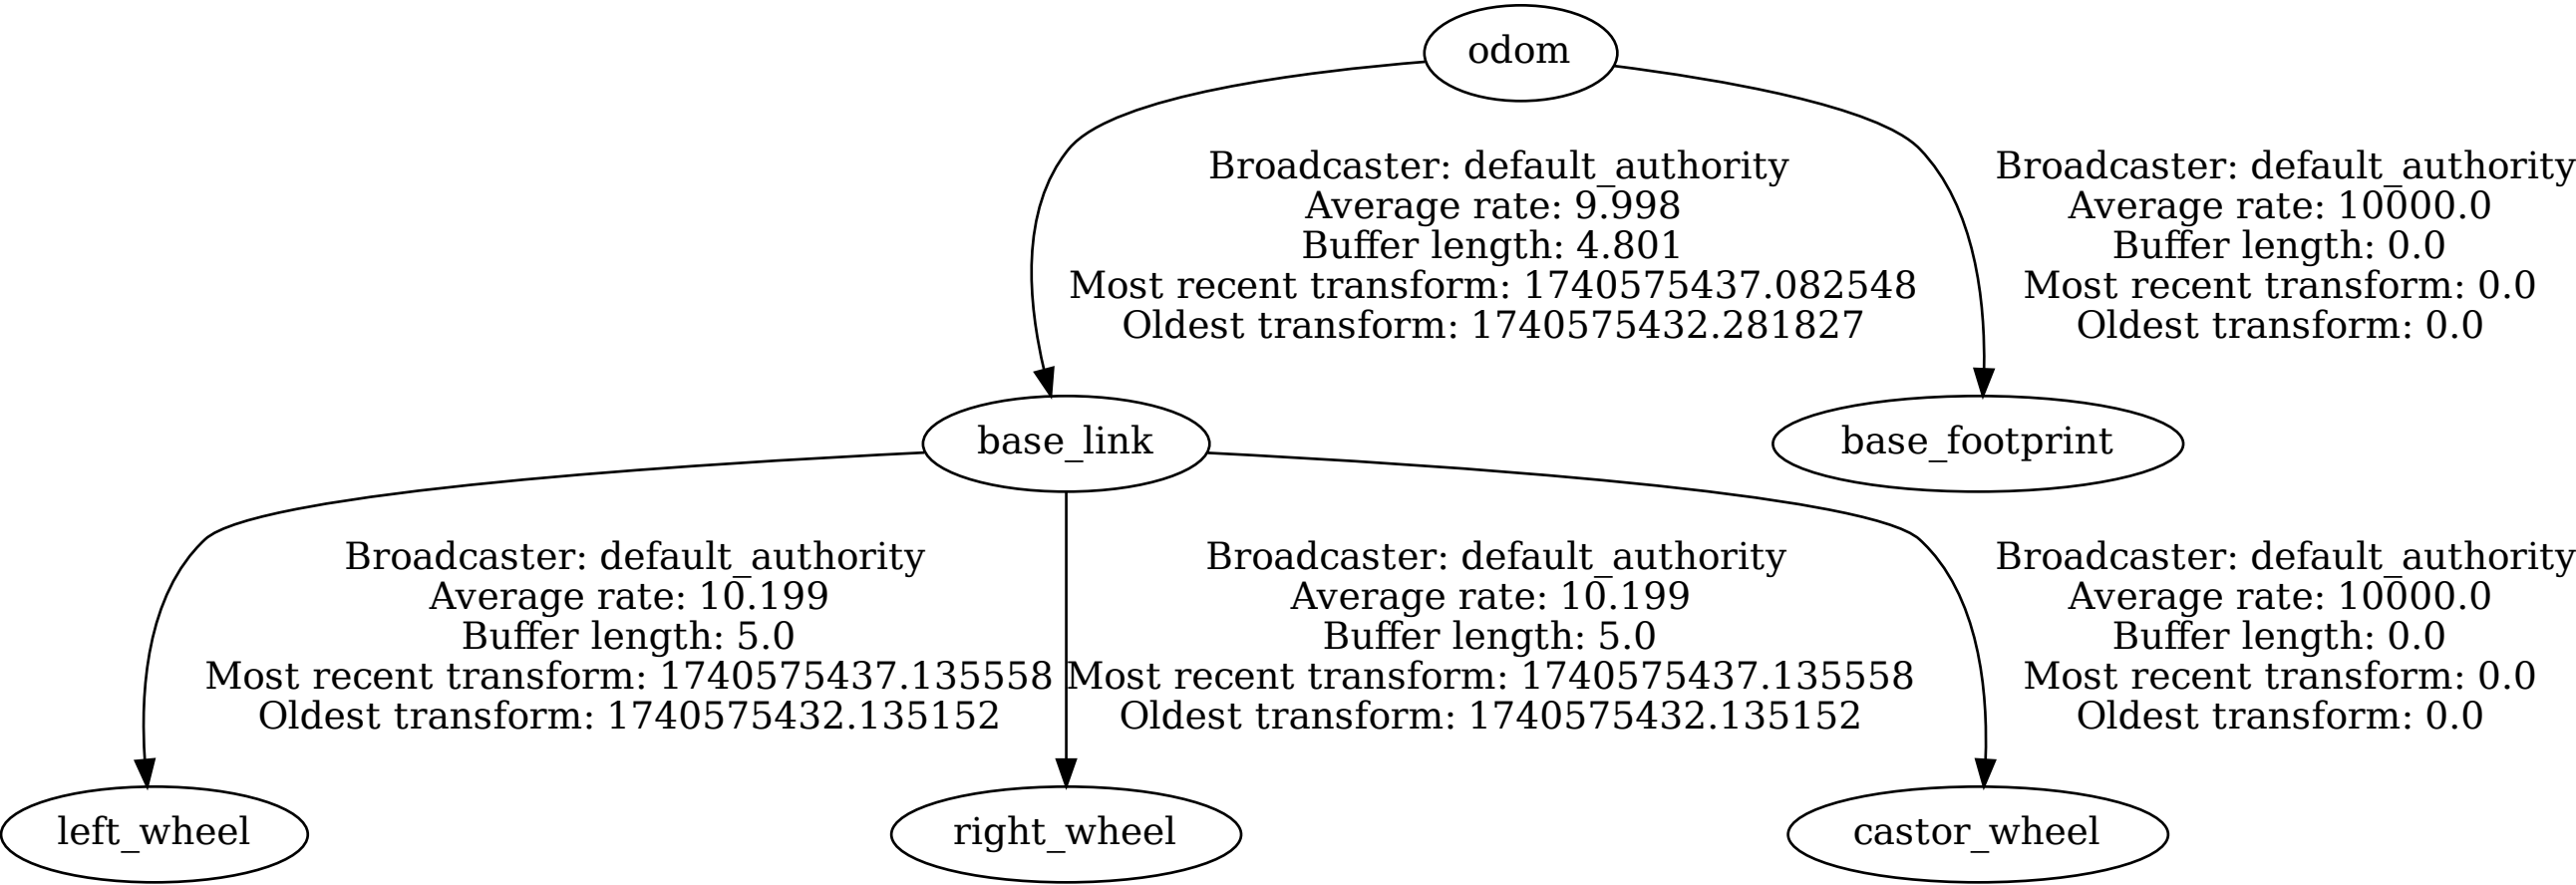 odom
Broadcaster: default_authority
Average rate: 9.998
Buffer length: 4.801
Most recent transform: 1740575437.082548
Oldest transform: 1740575432.281827
Broadcaster: default_authority
Average rate: 10000.0
Buffer length: 0.0
Most recent transform: 0.0
Oldest transform: 0.0
base_link
base_footprint
Broadcaster: default_authority
Average rate: 10.199
Buffer length: 5.0
Most recent transform: 1740575437.135558
Oldest transform: 1740575432.135152
Broadcaster: default_authority
Average rate: 10.199
Buffer length: 5.0
Most recent transform: 1740575437.135558
Oldest transform: 1740575432.135152
Broadcaster: default_authority
Average rate: 10000.0
Buffer length: 0.0
Most recent transform: 0.0
Oldest transform: 0.0
left_wheel
right_wheel
castor_wheel